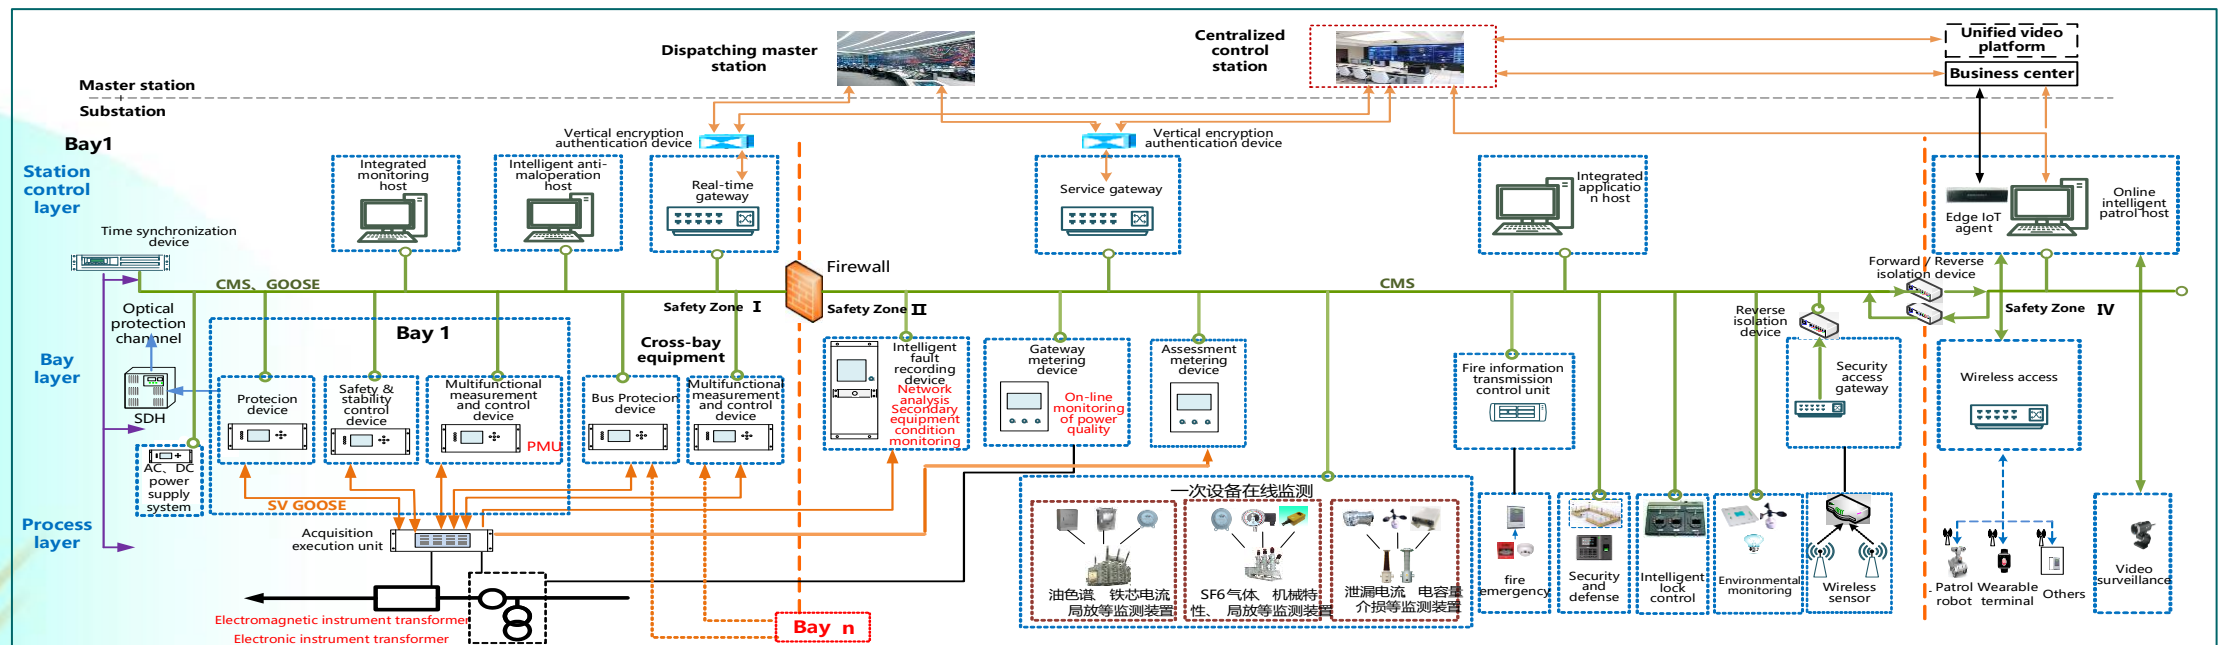 Dispatching master
station
Centralized
control
station
Unified video
platform
Business center
Master station
Substation
Vertical encryption
authentication device
Vertical encryption
authentication device
Bay1
Station
control
layer
Integrated
monitoring
host
Intelligent anti-
maloperation
host
Real-time
gateway
Service gateway
Integrated
applicatio
n host
Edge IoT
agent
Online
intelligent
patrol host
Time synchronization
device
Firewall
Forward / Reverse
isolation device
CMS、GOOSE
Safety Zone Ⅰ
Safety Zone Ⅱ
CMS
Safety Zone Ⅳ
Optical
protection
channnel
Bay 1
Cross-bay
equipment
Reverse
isolation
device
Bay
layer
SDH
Protecion
device
Safety &
stability
control
device
Multifunctional
measurement
and control
device
PMU
Bus Protecion
device
Multifunctional
measurement
and control
device
Intelligent
fault
recording
device
Network
analysis
Secondary
equipment
condition
monitoring
Gateway
metering
device
On-line
monitoring
of power
quality
Assessment
metering
device
Fire information
transmission
control unit
Security
access
gateway
Wireless access
AC、DC
power
supply
system
SV GOOSE
Process
layer
Acquisition
execution unit
一次设备在线监测
油色谱、铁芯电流、
局放等监测装置
SF6气体、机械特
性、局放等监测装置
泄漏电流、电容量、
介损等监测装置
fire
emergency
Security
and
defense
Intelligent
lock
control
Environmental
monitoring
Wireless
sensor
Patrol
robot
Wearable
terminal
Others
Video
surveillance
Electromagnetic instrument transformer
Electronic instrument transformer
Bay n